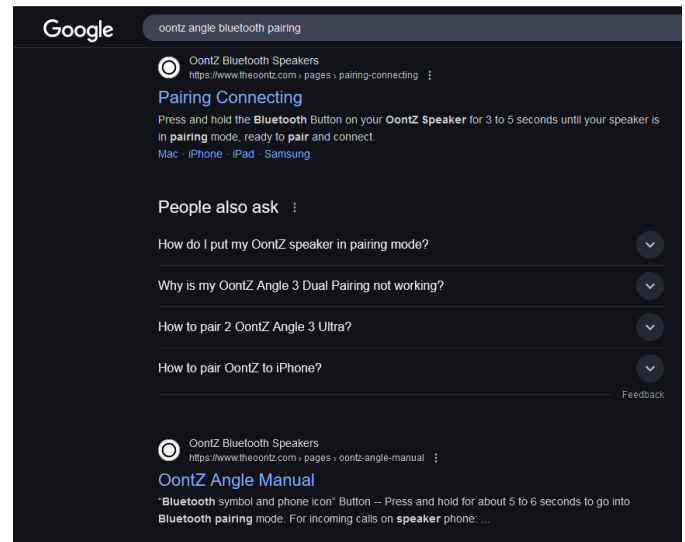 Google
oontz angle bluetooth pairing
OontZ Bluetooth Speakers
https://www.theoontz.com › pages › pairing-connecting
Pairing Connecting
Press and hold the Bluetooth Button on your OontZ Speaker for 3 to 5 seconds until your speaker is
in pairing mode, ready to pair and connect.
Mac · iPhone · iPad · Samsung
People also ask
How do I put my OontZ speaker in pairing mode?
Why is my OontZ Angle 3 Dual Pairing not working?
How to pair 2 OontZ Angle 3 Ultra?
How to pair OontZ to iPhone?
Feedback
OontZ Bluetooth Speakers
https://www.theoontz.com › pages › oontz-angle-manual
OontZ Angle Manual
“Bluetooth symbol and phone icon” Button -- Press and hold for about 5 to 6 seconds to go into
Bluetooth pairing mode. For incoming calls on speaker phone: ...